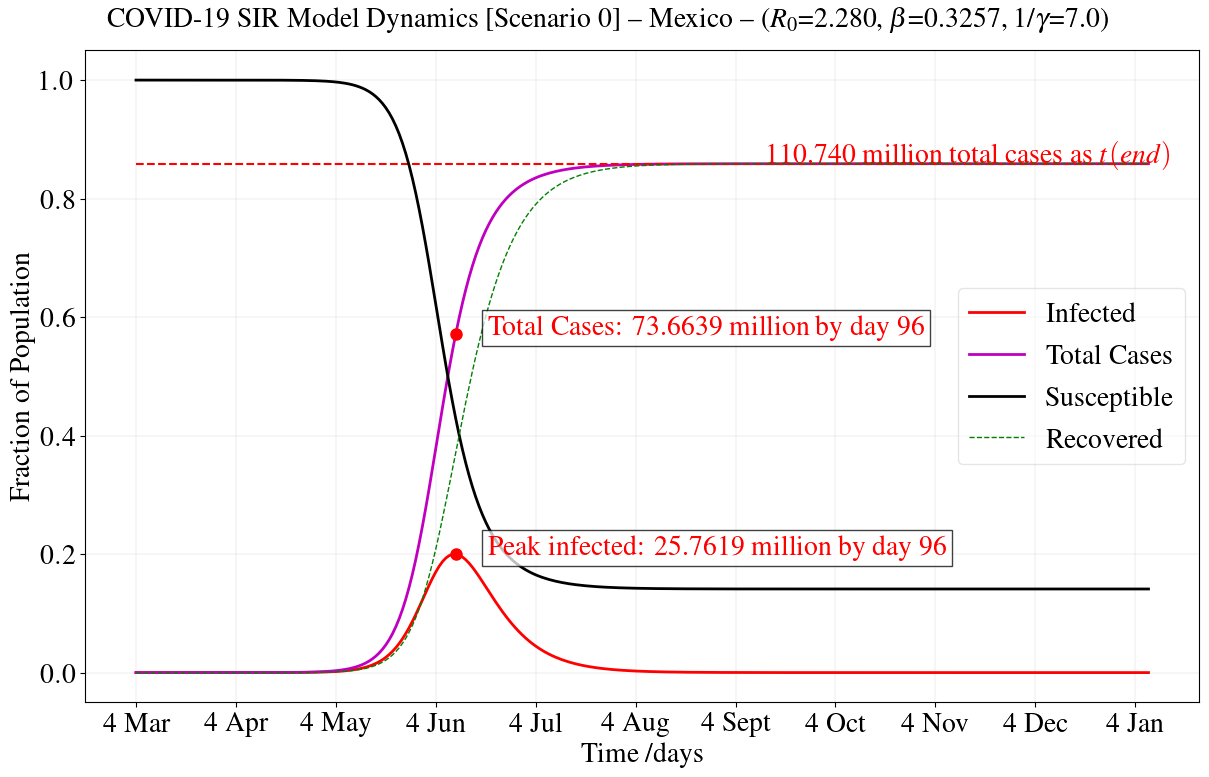 COVID-19 SIR Model Dynamics [Scenario 0] – Mexico – (R₀=2.280, β=0.3257, 1/γ=7.0)
1.0
110.740 million total cases as t(end)
0.8
0.6
Total Cases: 73.6639 million by day 96
Infected
Total Cases
Susceptible
Recovered
Fraction of Population
0.4
0.2
Peak infected: 25.7619 million by day 96
0.0
4 Mar 4 Apr 4 May 4 Jun 4 Jul 4 Aug 4 Sept 4 Oct 4 Nov 4 Dec 4 Jan
Time /days